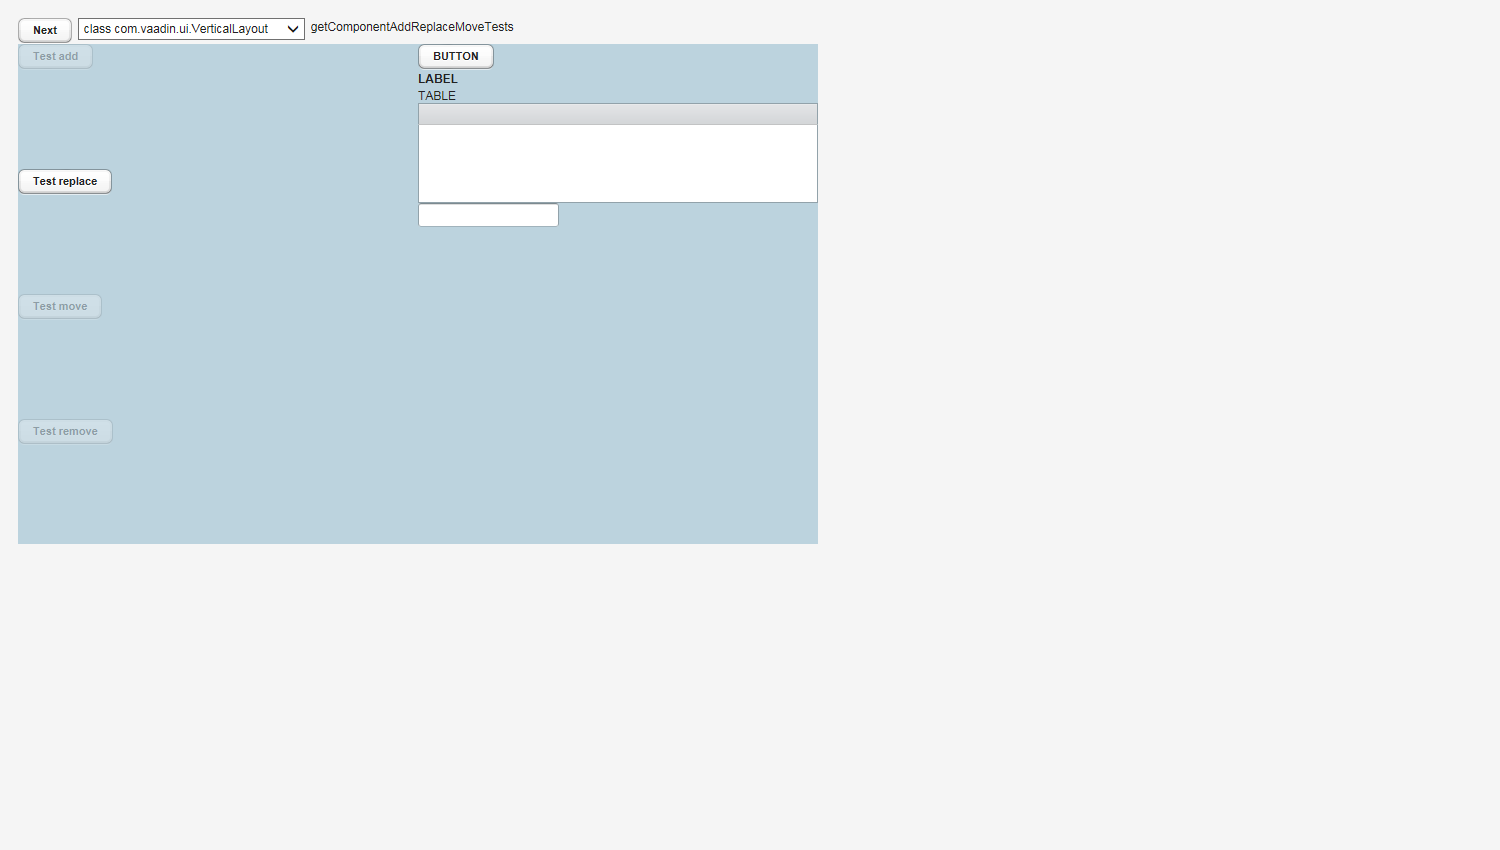 Next
class com.vaadin.ui.VerticalLayout
getComponentAddReplaceMoveTests
Test add
BUTTON
LABEL
TABLE
Test replace
Test move
Test remove